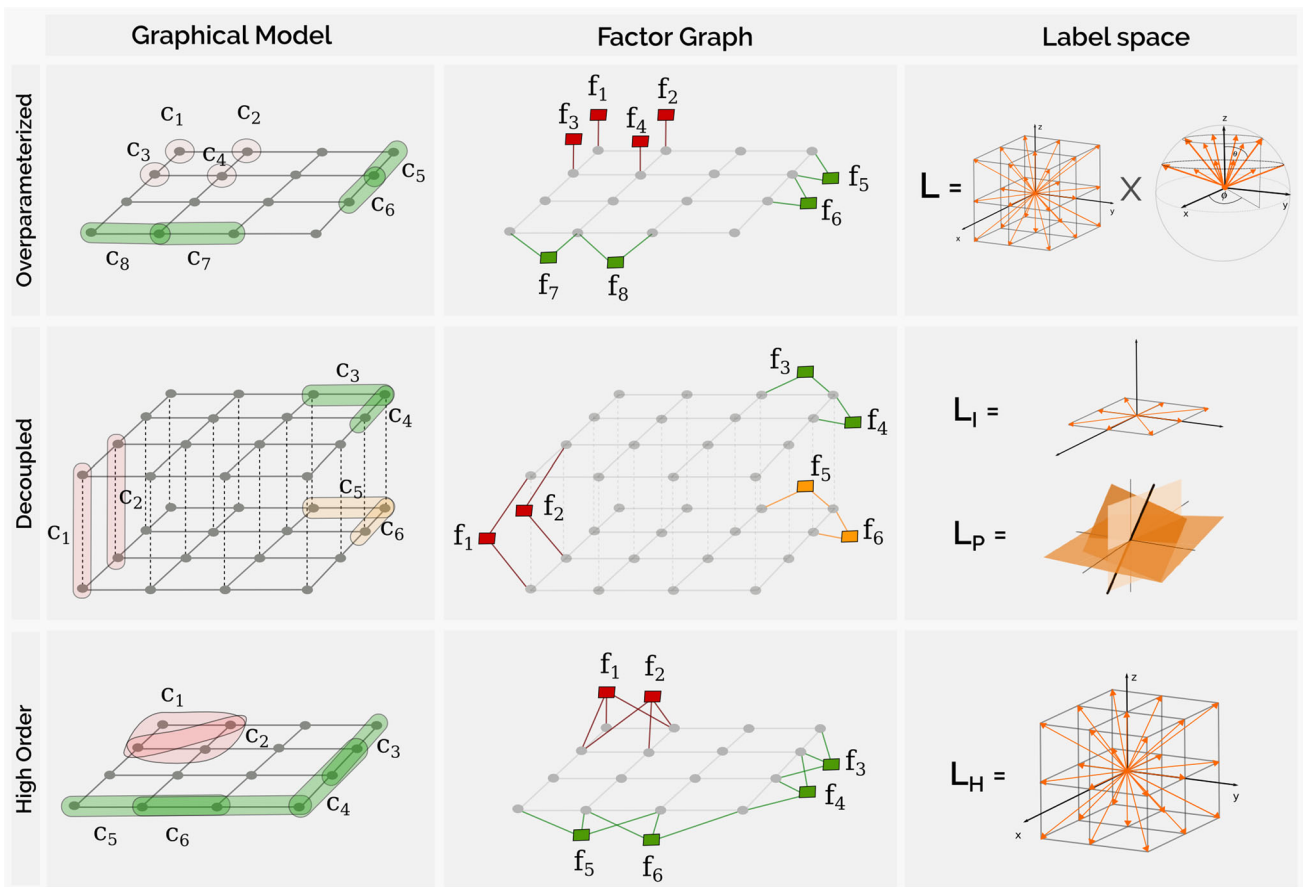 Graphical Model
Factor Graph
Label space
Overparameterized
c1
c2
c3
c4
c5
c6
c8
c7
f1
f2
f3
f4
f5
f6
f7
f8
L =
z
y
x
X
z
θ
ϕ
x
y
Decoupled
c3
c4
c2
c1
c5
c6
f3
f4
f5
f2
f1
f6
LI =
LP =
High Order
c1
c2
c3
c4
c5
c6
f1
f2
f3
f4
f5
f6
LH =
z
y
x